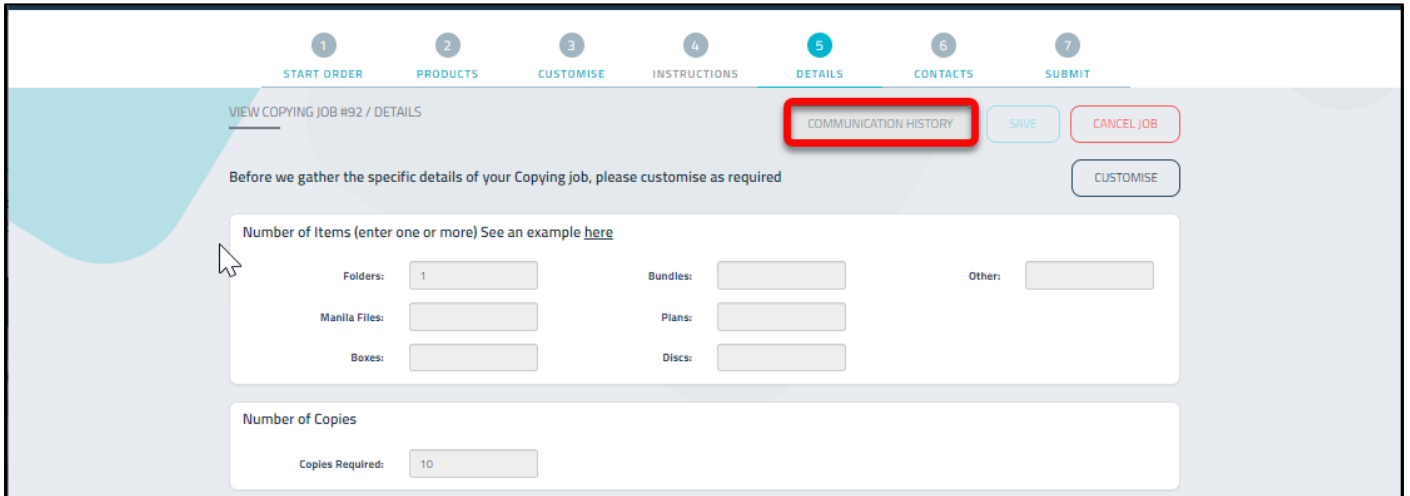 1 2 3 4 5 6 7
START ORDER PRODUCTS CUSTOMISE INSTRUCTIONS DETAILS CONTACTS SUBMIT
VIEW COPYING JOB #92 / DETAILS
COMMUNICATION HISTORY SAVE CANCEL JOB
Before we gather the specific details of your Copying job, please customise as required CUSTOMISE
Number of Items (enter one or more) See an example here
Folders: 1 Bundles: Other:
Manila Files: Plans:
Boxes: Discs:
Number of Copies
Copies Required: 10